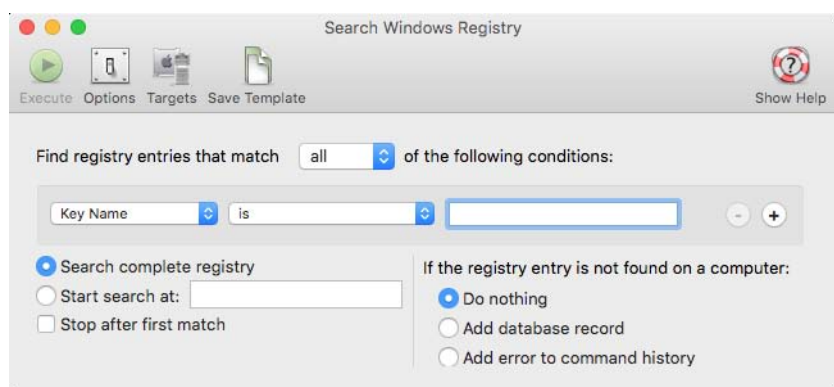 Search Windows Registry
Execute Options Targets Save Template Show Help
Find registry entries that match all of the following conditions:
Key Name is - +
Search complete registry
Start search at:
Stop after first match
If the registry entry is not found on a computer:
Do nothing
Add database record
Add error to command history